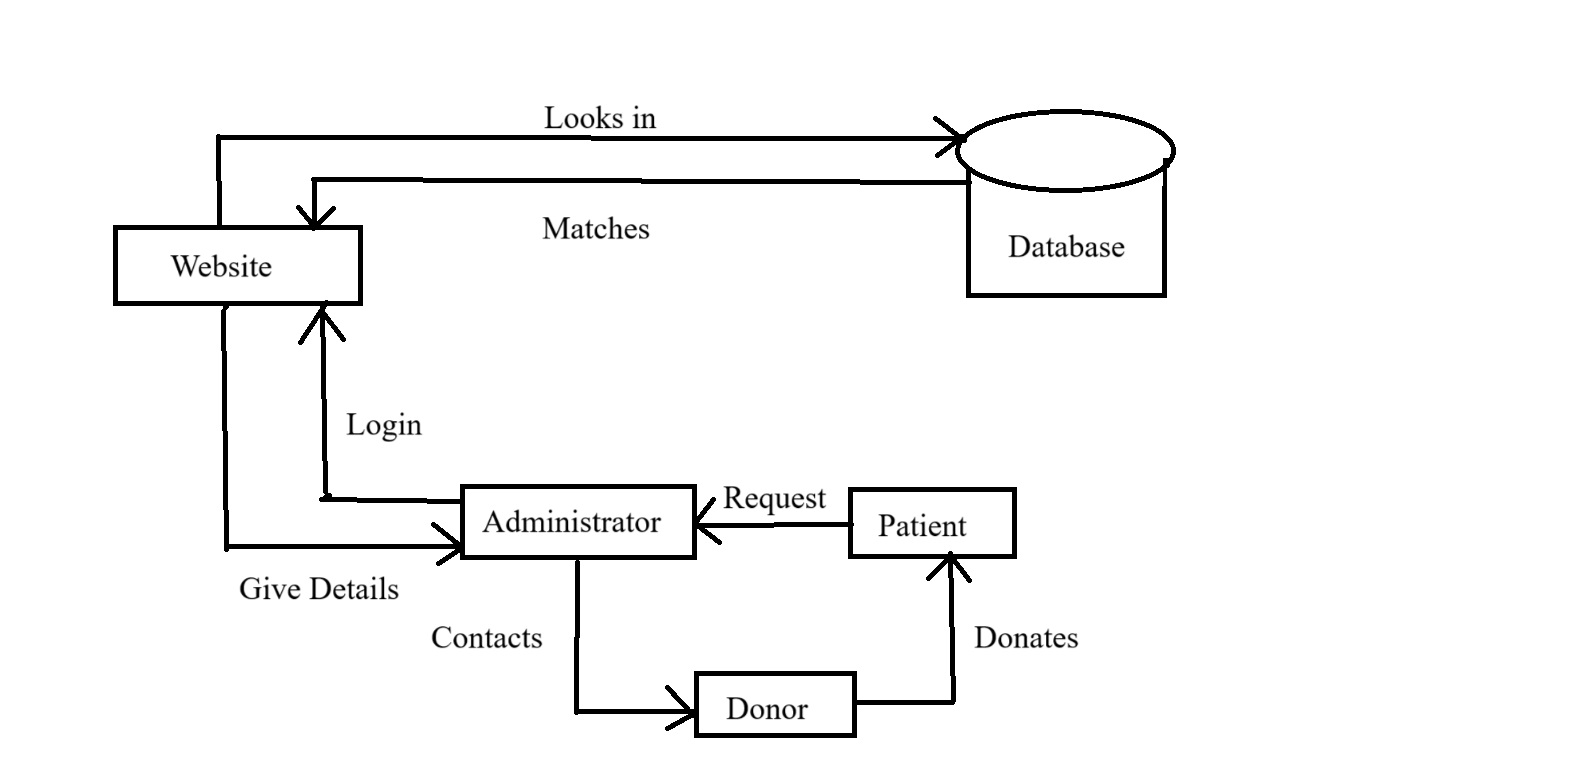 Looks in
Matches
Database
Website
Login
Request
Administrator
Patient
Give Details
Contacts
Donates
Donor